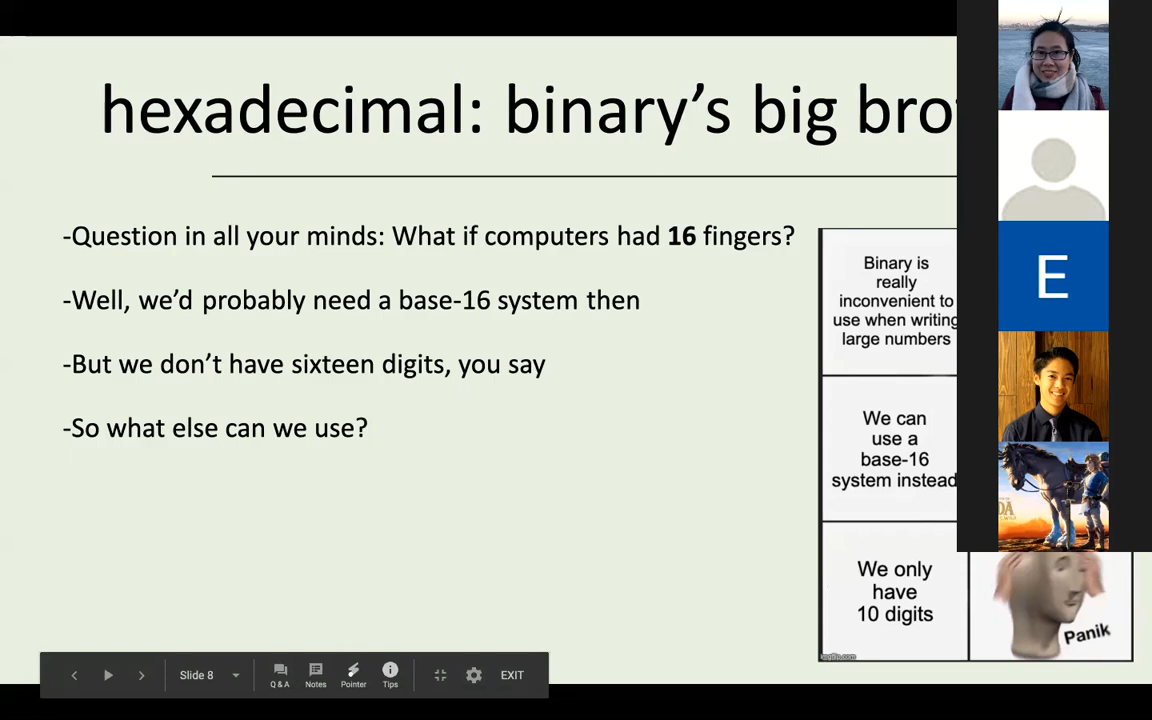 hexadecimal: binary's big bro
-Question in all your minds: What if computers had 16 fingers?
-Well, we'd probably need a base-16 system then
-But we don't have sixteen digits, you say
-So what else can we use?
Binary is
really
inconvenient to
use when writing
large numbers
We can
use a
base-16
system instead
We only
have
10 digits
Panik
imgflip.com
E
Slide 8
Q & A
Notes
Pointer
Tips
EXIT